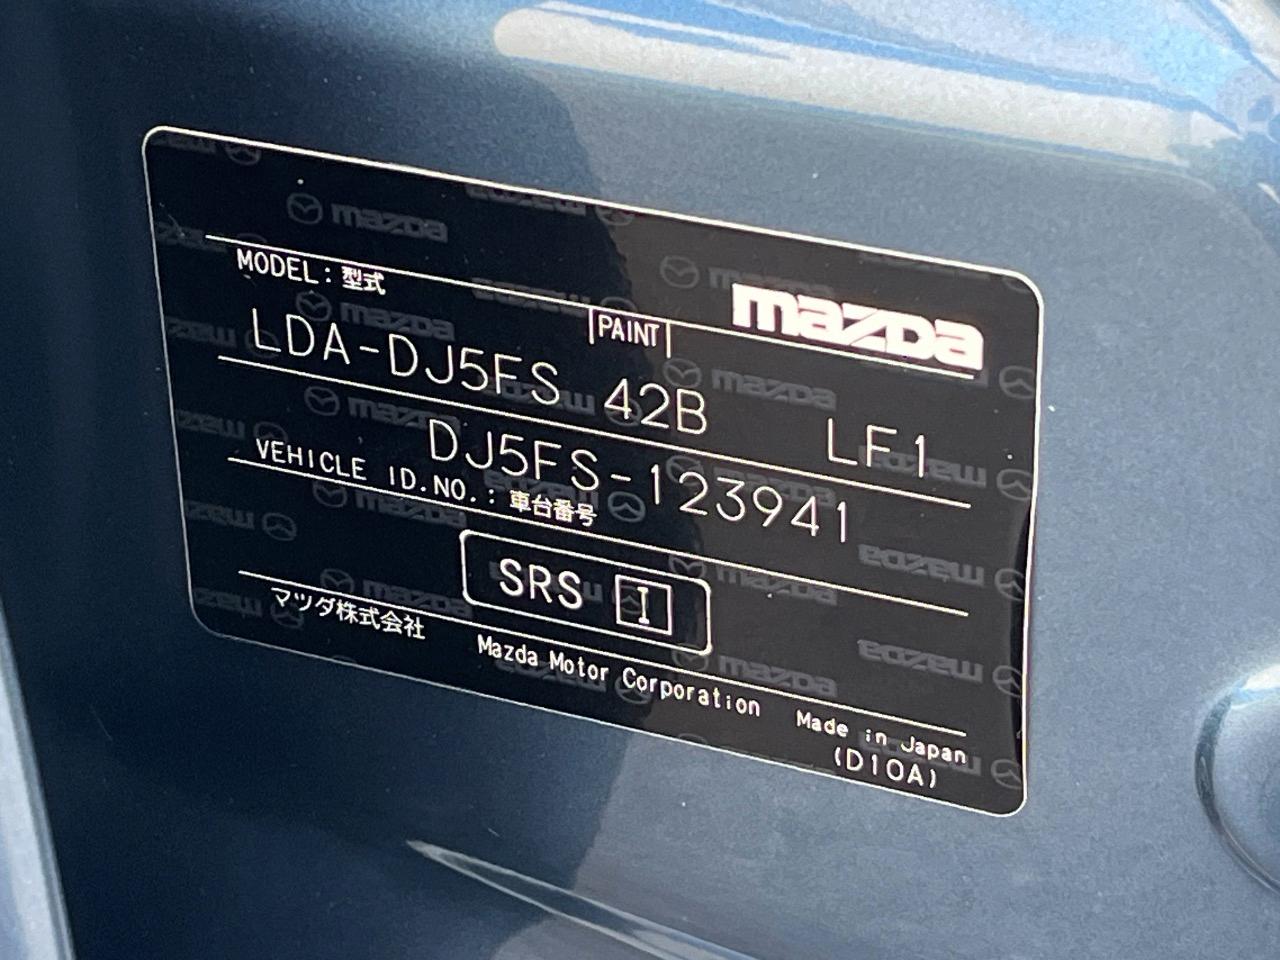 mazda
MODEL: 型式
PAINT
LDA-DJ5FS 42B LF1
DJ5FS-123941
VEHICLE ID.NO.: 車台番号
SRS I
マツダ株式会社 Mazda Motor Corporation Made in Japan
(D10A)